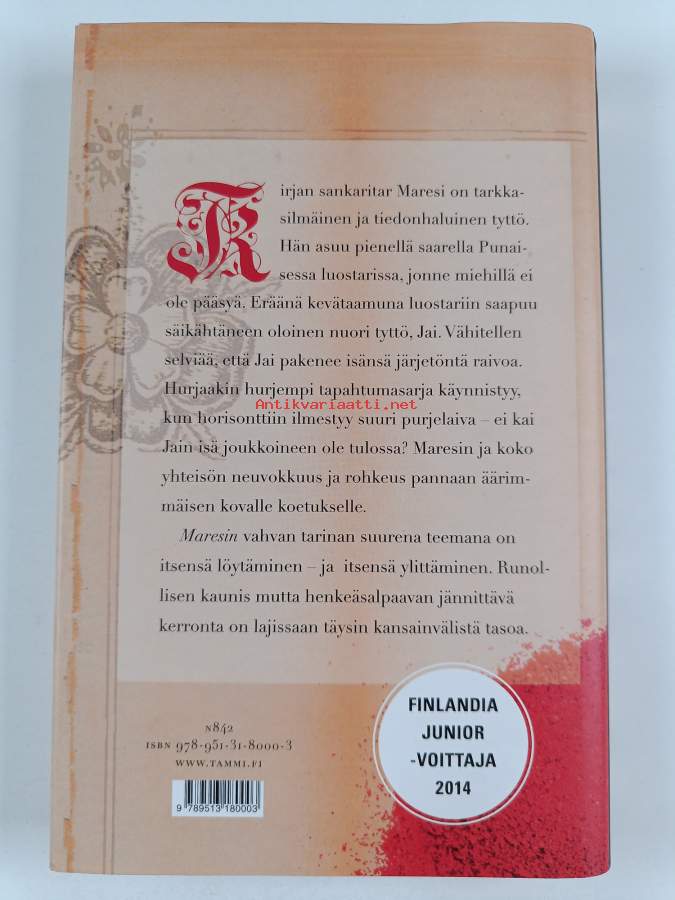 Kirjan sankaritar Maresi on tarkka-
silmäinen ja tiedonhaluinen tyttö.
Hän asuu pienellä saarella Punai-
sessa luostarissa, jonne miehillä ei
ole pääsyä. Eräänä kevätaamuna luostariin saapuu
säikähtäneen oloinen nuori tyttö, Jai. Vähitellen
selviää, että Jai pakenee isänsä järjetöntä raivoa.
Hurjaakin hurjempi tapahtumasarja käynnistyy,
Antikvariaatti.net
kun horisonttiin ilmestyy suuri purjelaiva – ei kai
Jain isä joukkoineen ole tulossa? Maresin ja koko
yhteisön neuvokkuus ja rohkeus pannaan äärim-
mäisen kovalle koetukselle.
Maresin vahvan tarinan suurena teemana on
itsensä löytäminen – ja itsensä ylittäminen. Runol-
lisen kaunis mutta henkeäsalpaavan jännittävä
kerronta on lajissaan täysin kansainvälistä tasoa.
FINLANDIA
JUNIOR
-VOITTAJA
2014
N842
ISBN 978-951-31-8000-3
WWW.TAMMI.FI
9 789513 180003